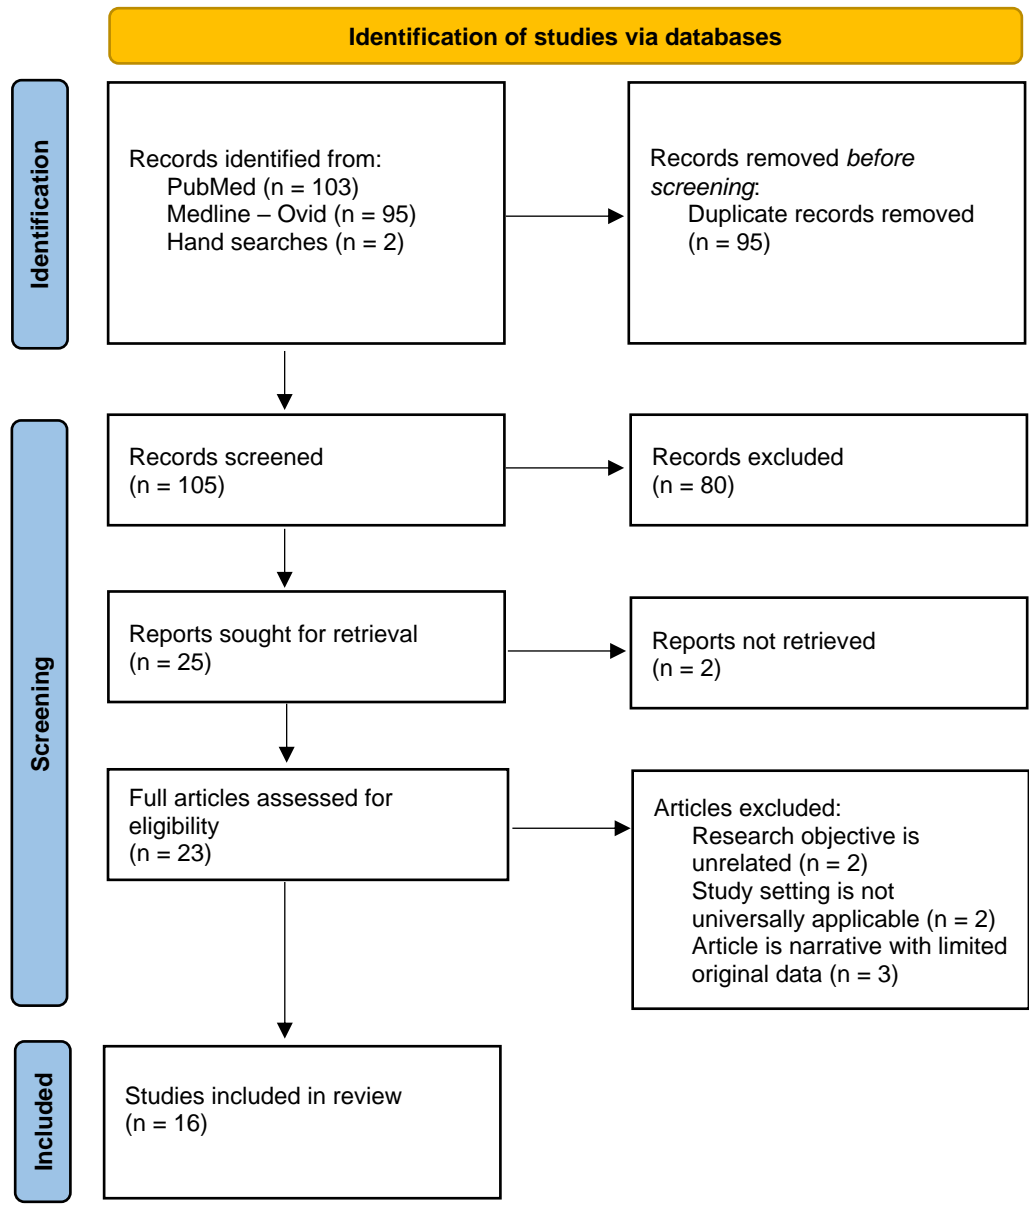 Identification of studies via databases
Identification
Records identified from:
PubMed (n = 103)
Medline – Ovid (n = 95)
Hand searches (n = 2)
Records removed before
screening:
Duplicate records removed
(n = 95)
Screening
Records screened
(n = 105)
Records excluded
(n = 80)
Reports sought for retrieval
(n = 25)
Reports not retrieved
(n = 2)
Full articles assessed for
eligibility
(n = 23)
Articles excluded:
Research objective is
unrelated (n = 2)
Study setting is not
universally applicable (n = 2)
Article is narrative with limited
original data (n = 3)
Included
Studies included in review
(n = 16)